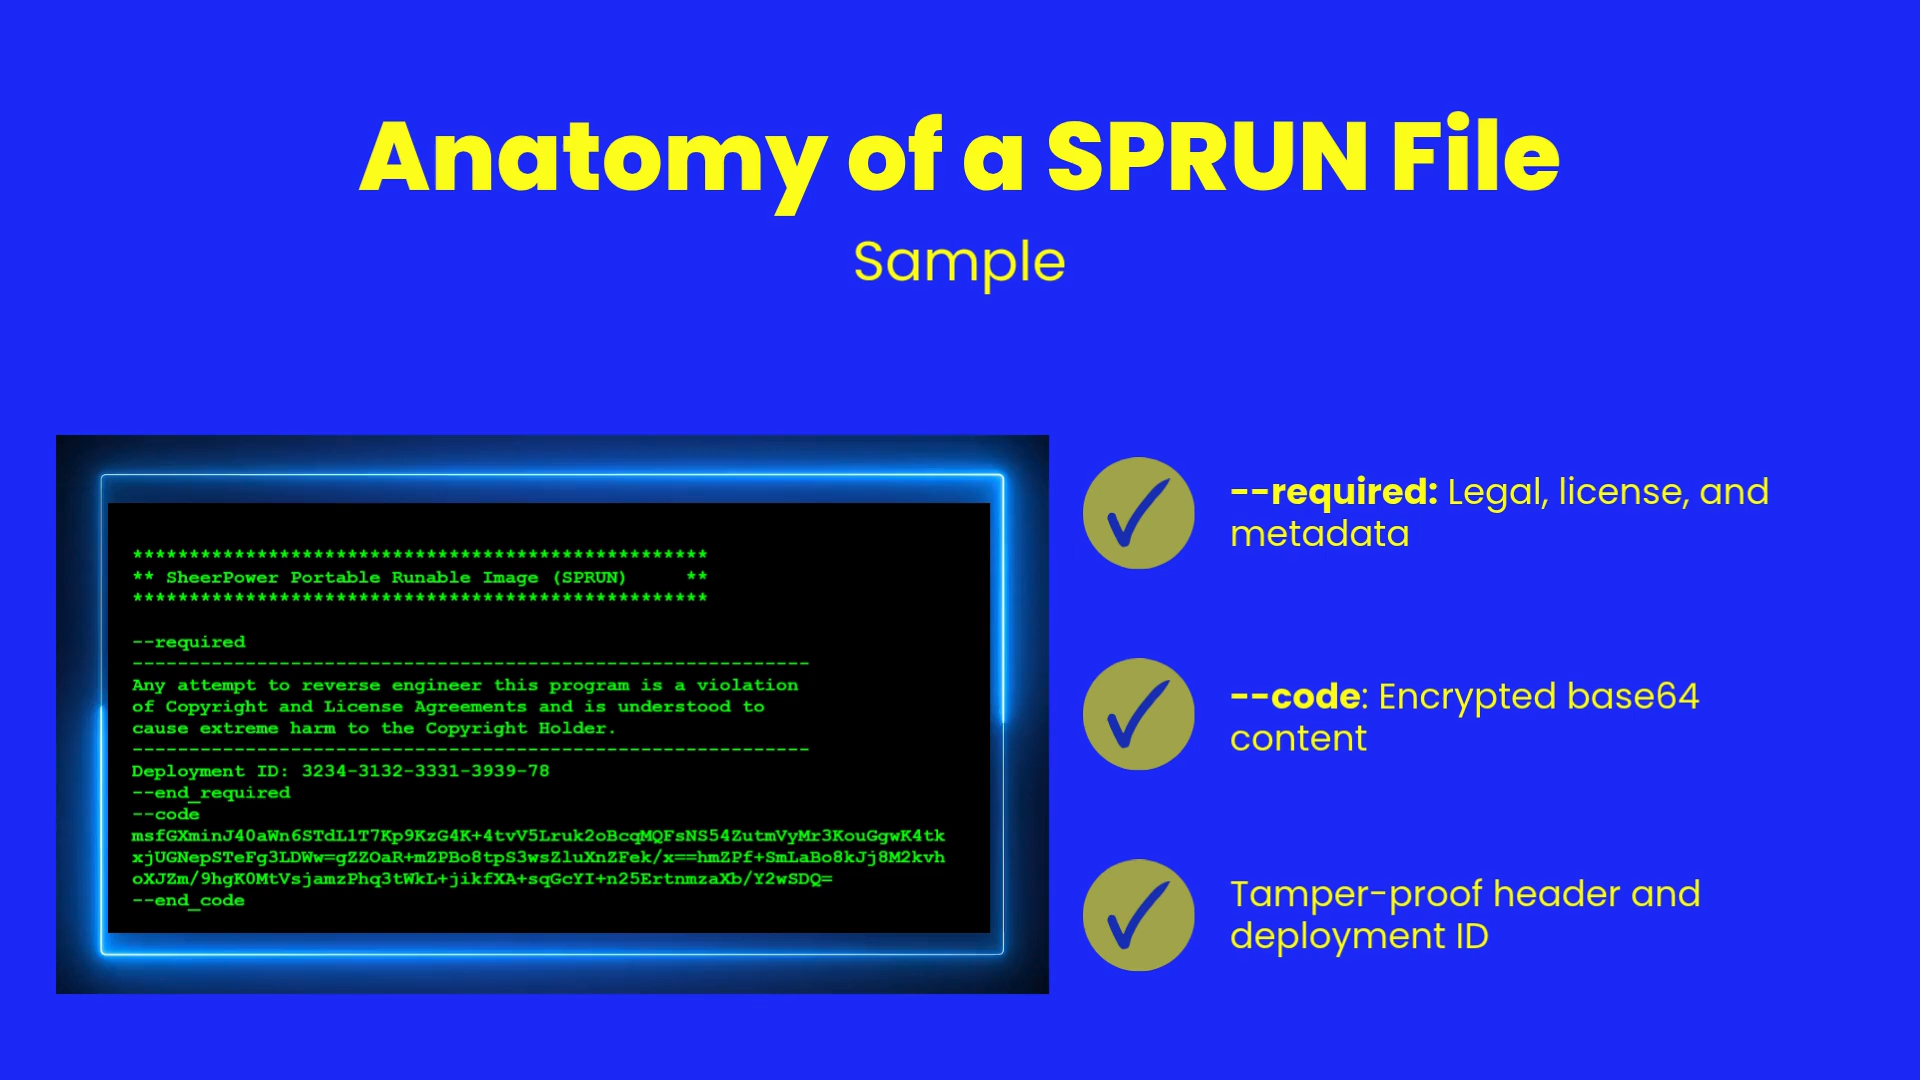 Anatomy of a SPRUN File
Sample
***************************************************
** SheerPower Portable Runable Image (SPRUN)     **
***************************************************
--required
------------------------------------------------------------
Any attempt to reverse engineer this program is a violation
of Copyright and License Agreements and is understood to
cause extreme harm to the Copyright Holder.
------------------------------------------------------------
Deployment ID: 3234-3132-3331-3939-78
--end_required
--code
msfGXminJ40aWn6STdL1T7Kp9KzG4K+4tvV5Lruk2oBcqMQFsNS54ZutmVyMr3KouGgwK4tk
xjUGNepSTeFg3LDWw=gZZOaR+mZPBo8tpS3wsZluXnZFek/x==hmZPf+SmLaBo8kJj8M2kvh
oXJZm/9hgK0MtVsjamzPhq3tWkL+jikfXA+sqGcYI+n25ErtnmzaXb/Y2wSDQ=
--end_code
--required: Legal, license, and
metadata
--code: Encrypted base64
content
Tamper-proof header and
deployment ID